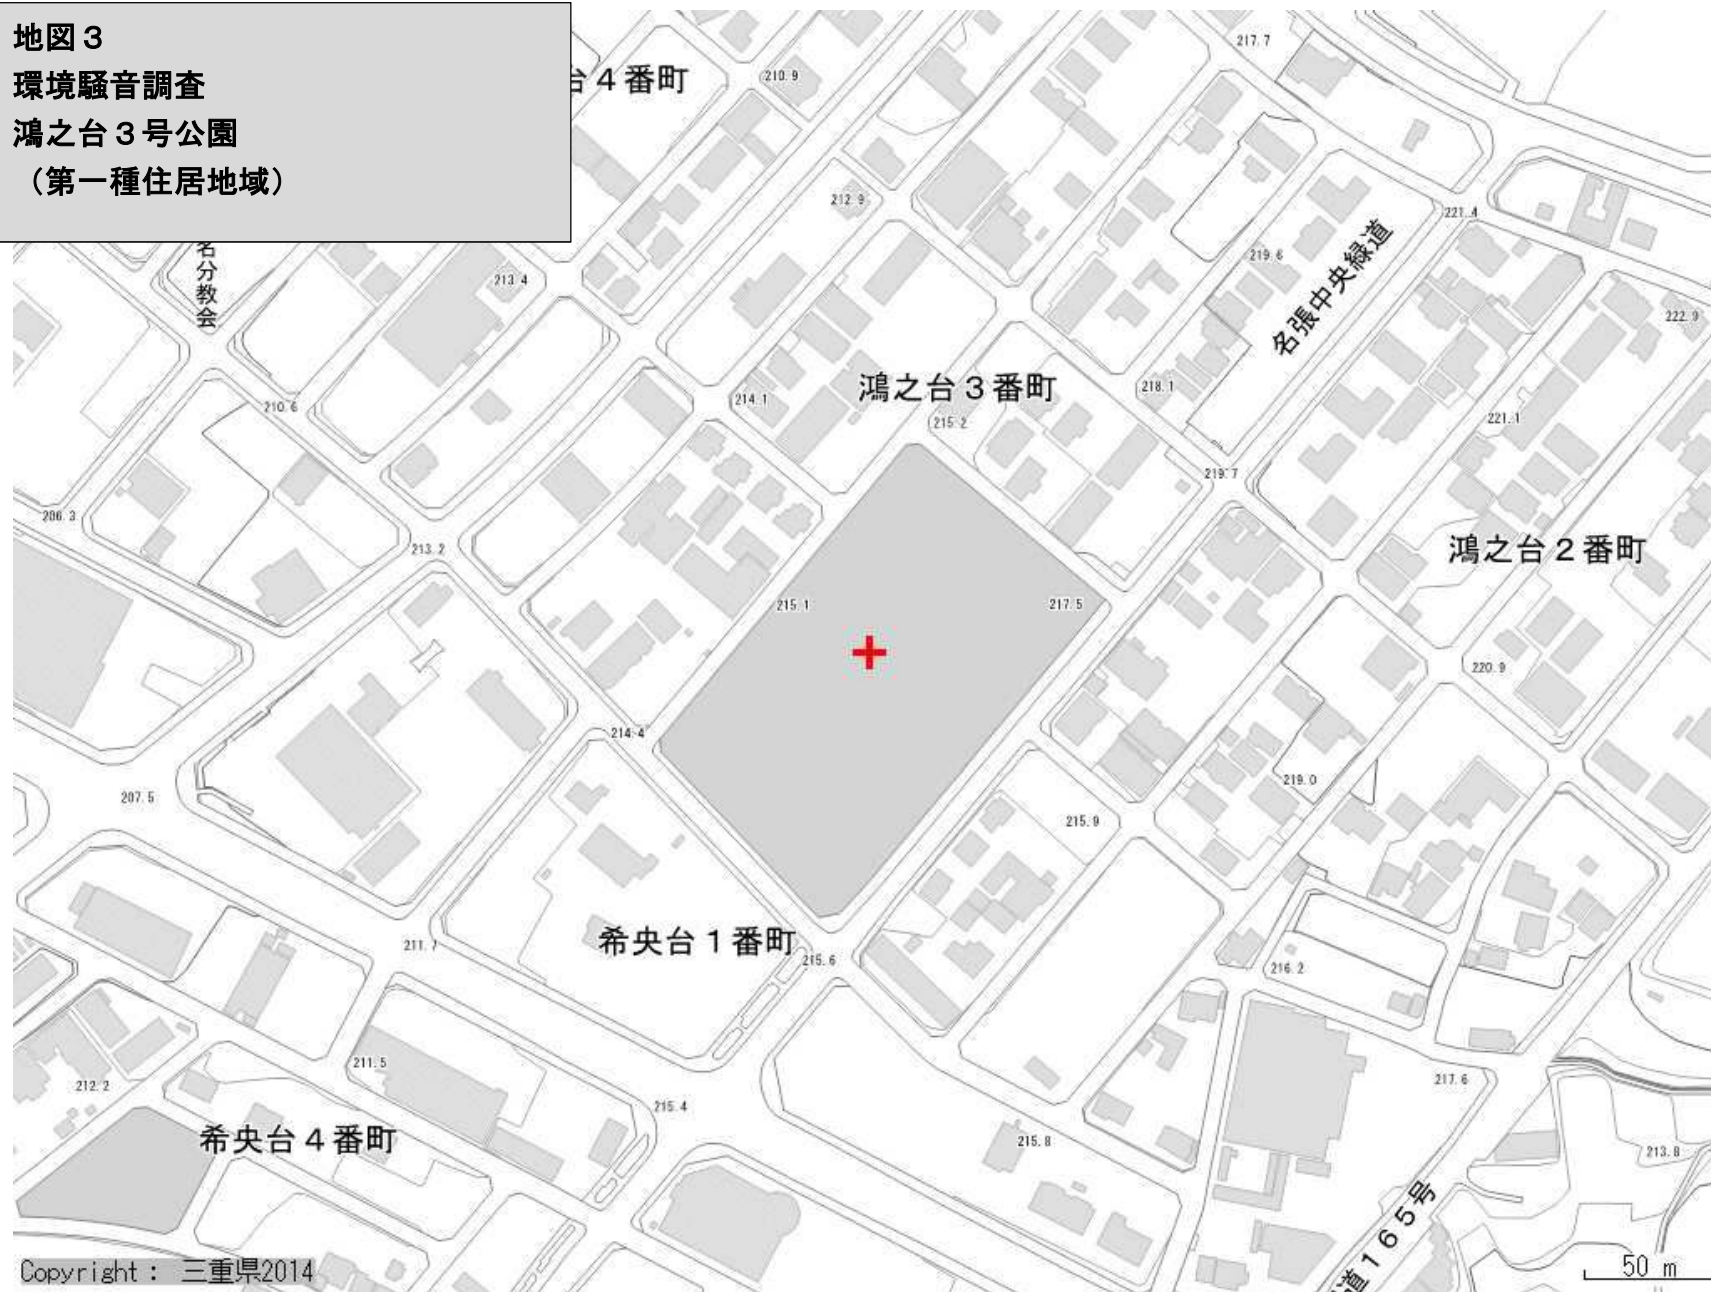 地図３
環境騒音調査
鴻之台３号公園
（第一種住居地域）
台４番町
210.9
217.7
212.9
221.4
名分教会
213.4
219.6
名張中央緑道
222.9
鴻之台３番町
214.1
218.1
210.6
215.2
221.1
219.7
206.3
213.2
鴻之台２番町
215.1
217.5
220.9
214.4
219.0
207.5
215.9
希央台１番町
211.7
215.6
216.2
211.5
212.2
217.6
215.4
希央台４番町
215.8
213.8
道１６５号
Copyright： 三重県2014
50 m